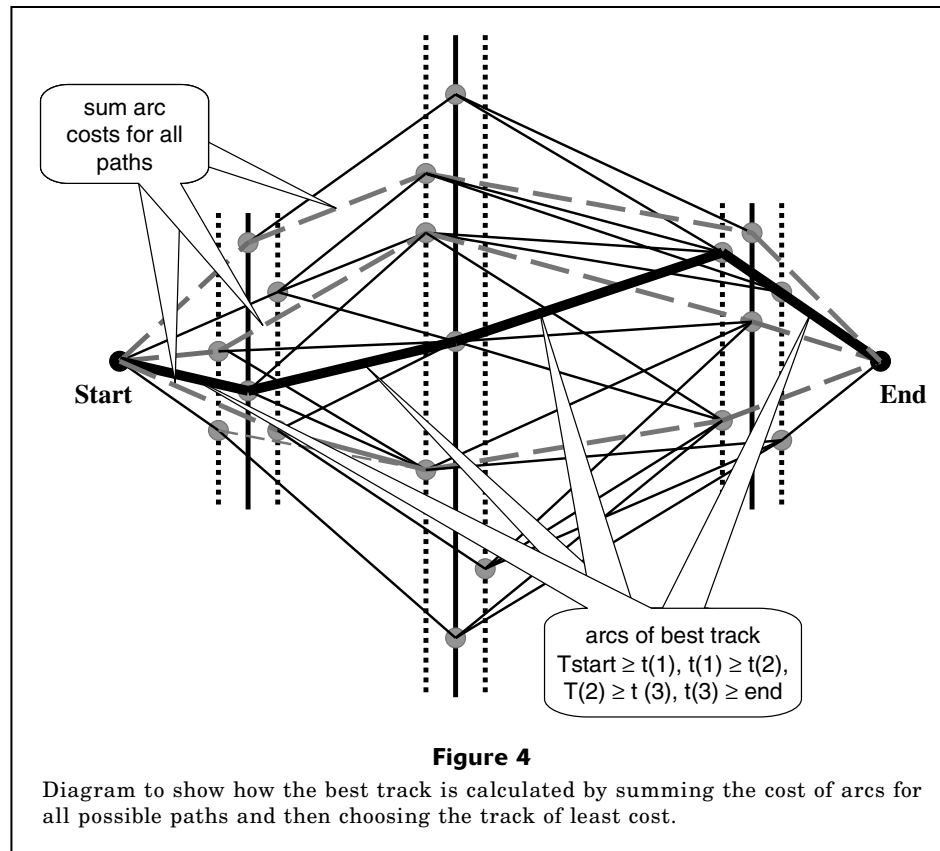 sum arc
costs for all
paths
Start
End
arcs of best track
Tstart ≥ t(1), t(1) ≥ t(2),
T(2) ≥ t (3), t(3) ≥ end
Figure 4
Diagram to show how the best track is calculated by summing the cost of arcs for
all possible paths and then choosing the track of least cost.